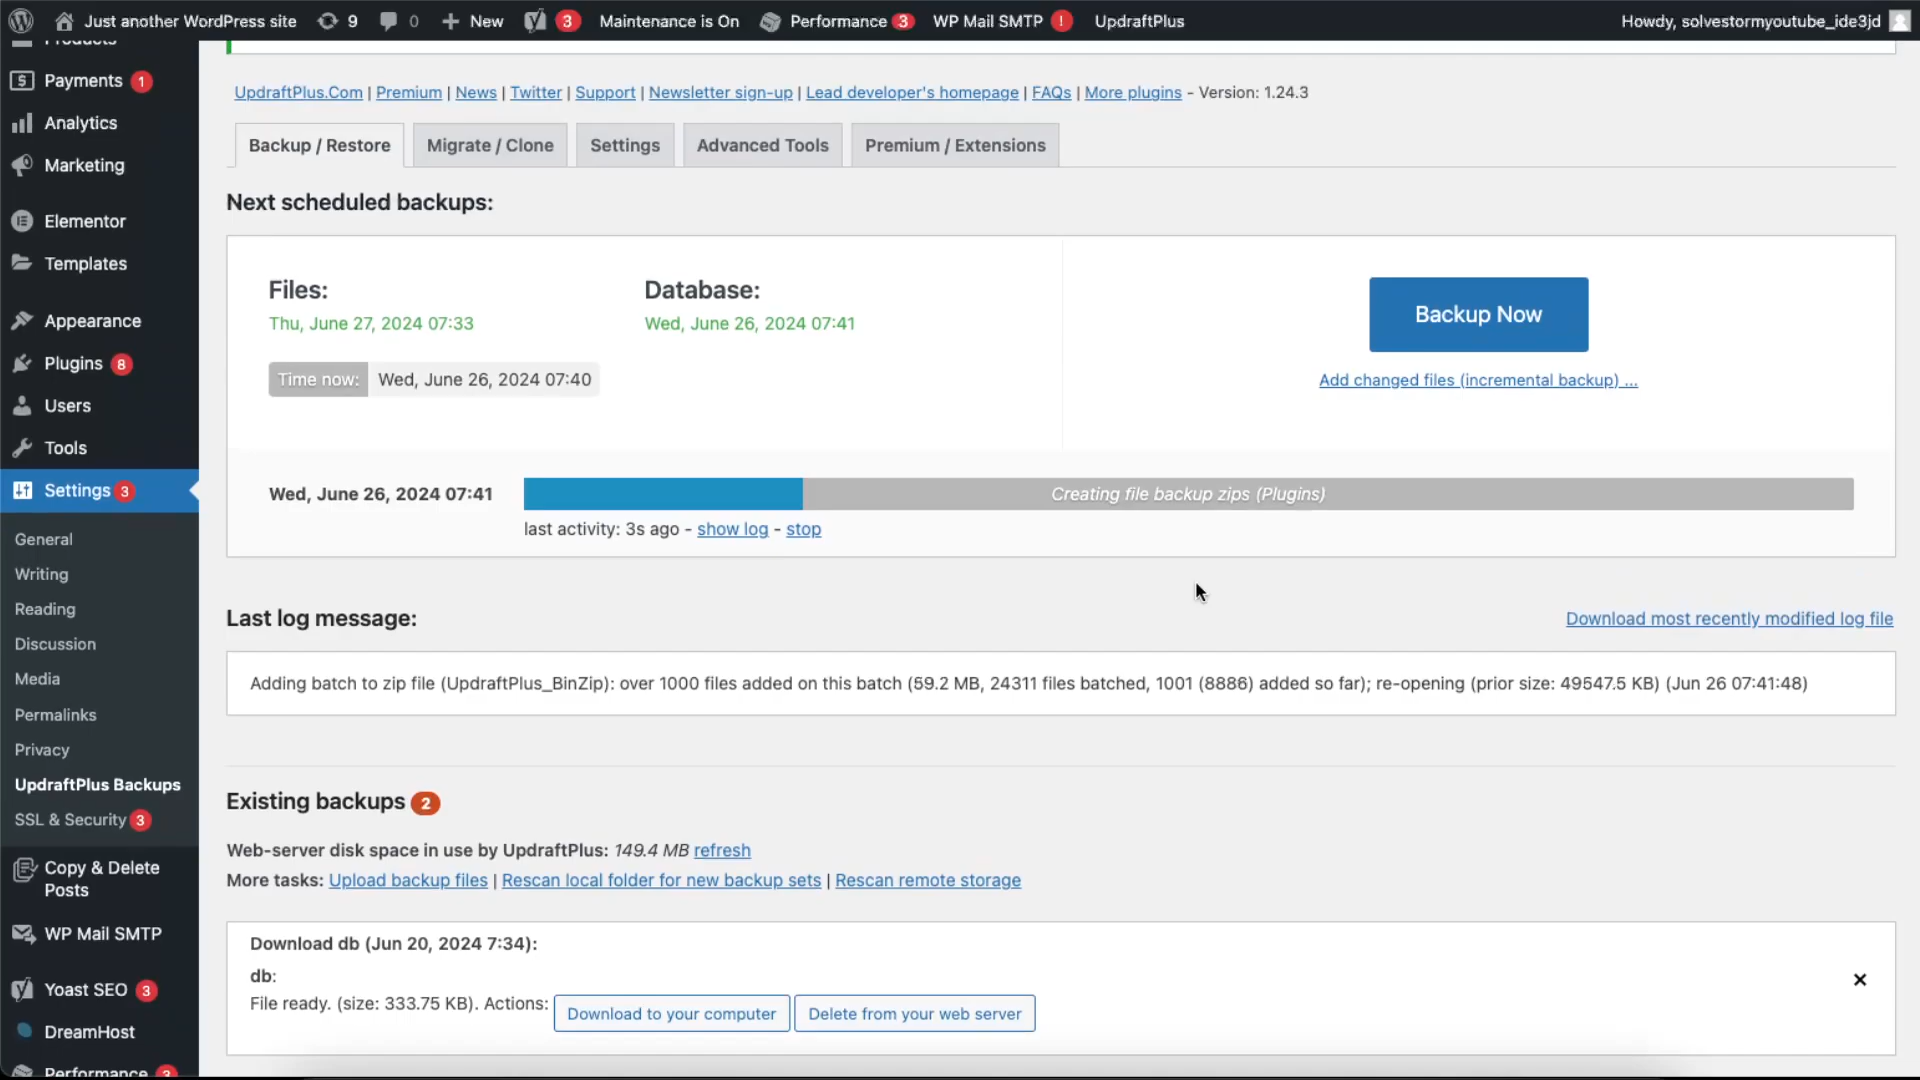 Just another WordPress site 9 0 New 3 Maintenance is On Performance 3 WP Mail SMTP ! UpdraftPlus Howdy, solvestormyoutube_ide3jd
Products
Payments 1
Analytics
Marketing
Elementor
Templates
Appearance
Plugins 8
Users
Tools
Settings 3
General
Writing
Reading
Discussion
Media
Permalinks
Privacy
UpdraftPlus Backups
SSL & Security 3
Copy & Delete
Posts
WP Mail SMTP
Yoast SEO 3
DreamHost
Performance 3
UpdraftPlus.Com | Premium | News | Twitter | Support | Newsletter sign-up | Lead developer's homepage | FAQs | More plugins - Version: 1.24.3
Backup / Restore Migrate / Clone Settings Advanced Tools Premium / Extensions
Next scheduled backups:
Files: Database:
Thu, June 27, 2024 07:33 Wed, June 26, 2024 07:41
Time now: Wed, June 26, 2024 07:40
Backup Now
Add changed files (incremental backup) ...
Wed, June 26, 2024 07:41 Creating file backup zips (Plugins)
last activity: 3s ago - show log - stop
Last log message: Download most recently modified log file
Adding batch to zip file (UpdraftPlus_BinZip): over 1000 files added on this batch (59.2 MB, 24311 files batched, 1001 (8886) added so far); re-opening (prior size: 49547.5 KB) (Jun 26 07:41:48)
Existing backups 2
Web-server disk space in use by UpdraftPlus: 149.4 MB refresh
More tasks: Upload backup files | Rescan local folder for new backup sets | Rescan remote storage
Download db (Jun 20, 2024 7:34):
db:
File ready. (size: 333.75 KB). Actions: Download to your computer Delete from your web server